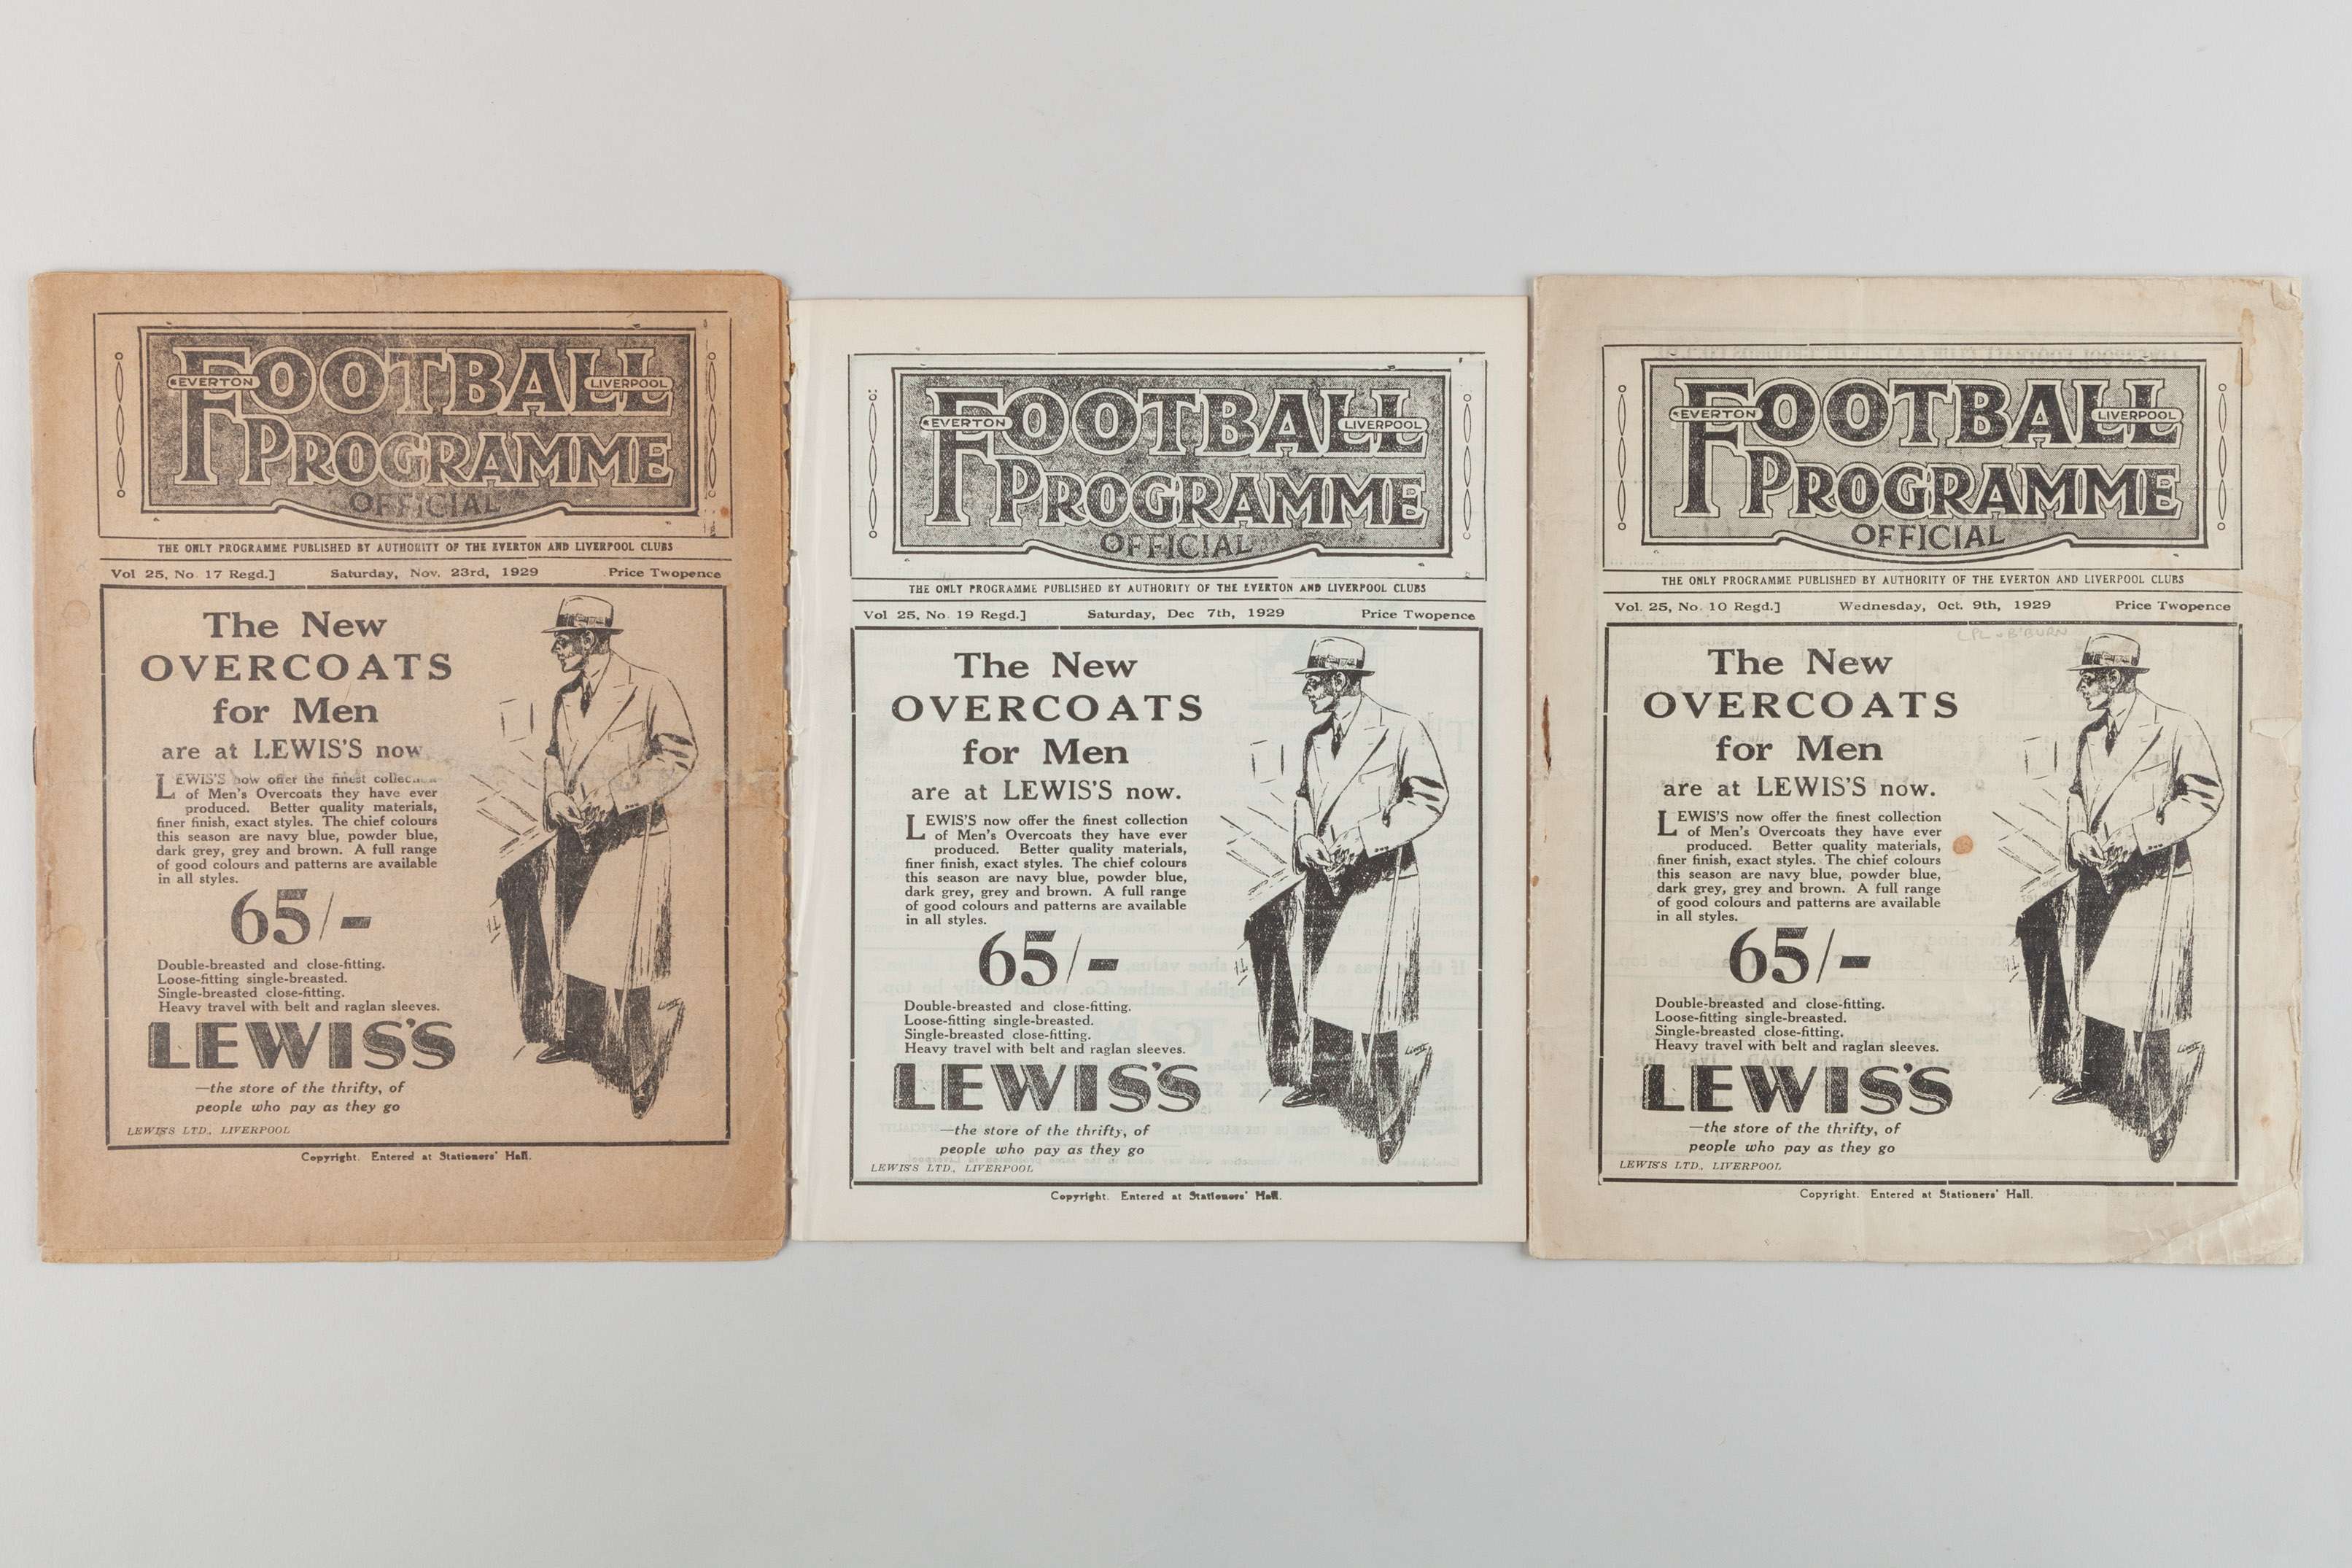 FOOTBALL
EVERTON LIVERPOOL
PROGRAMME
OFFICIAL
THE ONLY PROGRAMME PUBLISHED BY AUTHORITY OF THE EVERTON AND LIVERPOOL CLUBS
Vol 25, No. 17 Regd.] Saturday, Nov. 23rd, 1929 Price Twopence
The New
OVERCOATS
for Men
are at LEWIS'S now
LEWIS'S now offer the finest
of Men's Overcoats they have ever
produced. Better quality materials,
finer finish, exact styles. The chief colours
this season are navy blue, powder blue,
dark grey, grey and brown. A full range
of good colours and patterns are available
in all styles.
65/-
Double-breasted and close-fitting.
Loose-fitting single-breasted.
Single-breasted close-fitting.
Heavy travel with belt and raglan sleeves.
LEWIS'S
—the store of the thrifty, of
people who pay as they go
LEWIS'S LTD., LIVERPOOL
Copyright. Entered at Stationers' Hall.
FOOTBALL
EVERTON LIVERPOOL
PROGRAMME
OFFICIAL
THE ONLY PROGRAMME PUBLISHED BY AUTHORITY OF THE EVERTON AND LIVERPOOL CLUBS
Vol 25, No. 19 Regd.] Saturday, Dec 7th, 1929 Price Twopence
The New
OVERCOATS
for Men
are at LEWIS'S now.
LEWIS'S now offer the finest collection
of Men's Overcoats they have ever
produced. Better quality materials,
finer finish, exact styles. The chief colours
this season are navy blue, powder blue,
dark grey, grey and brown. A full range
of good colours and patterns are available
in all styles.
65/-
Double-breasted and close-fitting.
Loose-fitting single-breasted.
Single-breasted close-fitting.
Heavy travel with belt and raglan sleeves.
LEWIS'S
—the store of the thrifty, of
people who pay as they go
LEWIS'S LTD., LIVERPOOL
Copyright. Entered at Stationers' Hall.
FOOTBALL
EVERTON LIVERPOOL
PROGRAMME
OFFICIAL
THE ONLY PROGRAMME PUBLISHED BY AUTHORITY OF THE EVERTON AND LIVERPOOL CLUBS
Vol. 25, No. 10 Regd.] Wednesday, Oct. 9th, 1929 Price Twopence
LPL v B'BURN
The New
OVERCOATS
for Men
are at LEWIS'S now.
LEWIS'S now offer the finest collection
of Men's Overcoats they have ever
produced. Better quality materials,
finer finish, exact styles. The chief colours
this season are navy blue, powder blue,
dark grey, grey and brown. A full range
of good colours and patterns are available
in all styles.
65/-
Double-breasted and close-fitting.
Loose-fitting single-breasted.
Single-breasted close-fitting.
Heavy travel with belt and raglan sleeves.
LEWIS'S
—the store of the thrifty, of
people who pay as they go
LEWIS'S LTD., LIVERPOOL
Copyright. Entered at Stationers' Hall.